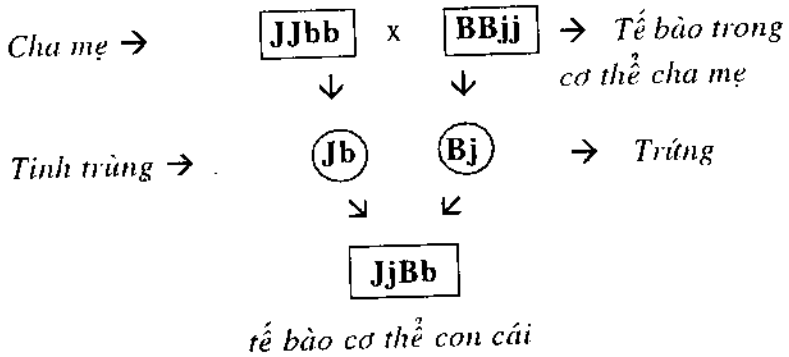 Cha mẹ → JJbb x BBjj → Tế bào trong
cơ thể cha mẹ
Tinh trùng → Jb Bj → Trứng
JjBb
tế bào cơ thể con cái